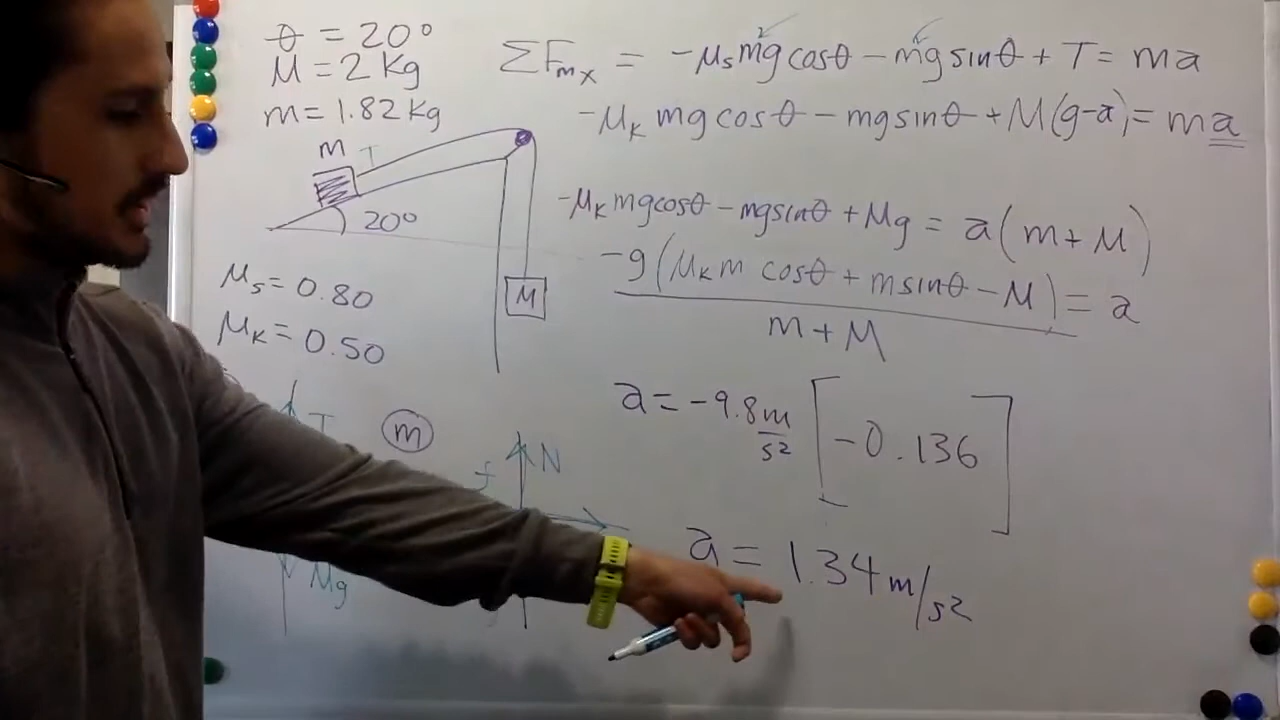 θ = 20°
M = 2 Kg
m = 1.82 Kg
m T
20°
M
μs = 0.80
μK = 0.50
T
Mg
m
f N
ΣFmx = -μs mg cosθ - mg sinθ + T = ma
-μK mg cosθ - mg sinθ + M(g-a) = ma
-μK mg cosθ - mg sinθ + Mg = a(m+M)
-g(μK m cosθ + m sinθ - M) = a
m + M
a = -9.8 m/s² [-0.136]
a = 1.34 m/s²